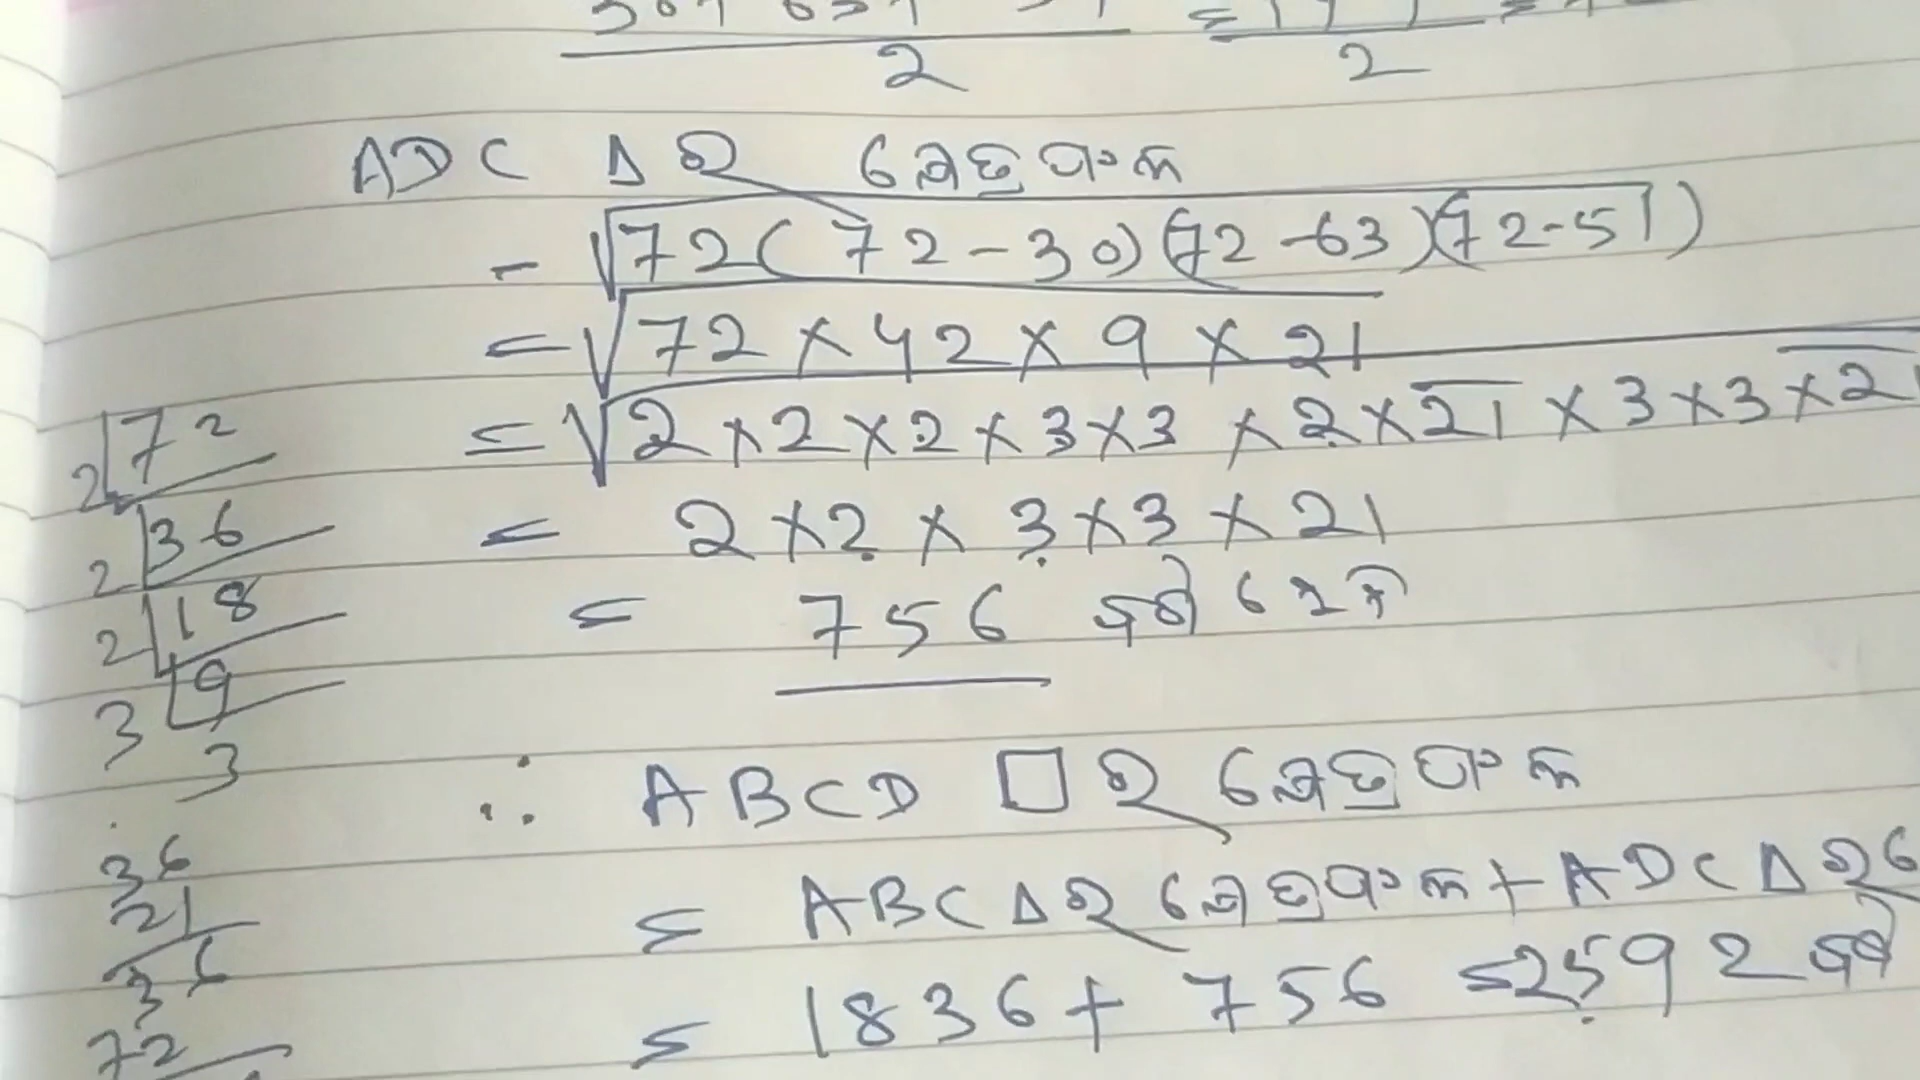 2 2
ADC Δ ର କ୍ଷେତ୍ରଫଳ
= √72(72-30)(72-63)(72-51)
= √72 × 42 × 9 × 21
= √2 × 2 × 2 × 3 × 3 × 2 × 21 × 3 × 3 × 21
= 2 × 2 × 3 × 3 × 21
= 756 ବର୍ଗ ସେ.ମି
∴ ABCD □ ର କ୍ଷେତ୍ରଫଳ
= ABC Δ ର କ୍ଷେତ୍ରଫଳ + ADC Δ ର
= 1836 + 756 = 2592 ବର୍ଗ
2 72
2 36
2 18
3 9
3
36
21
36
72